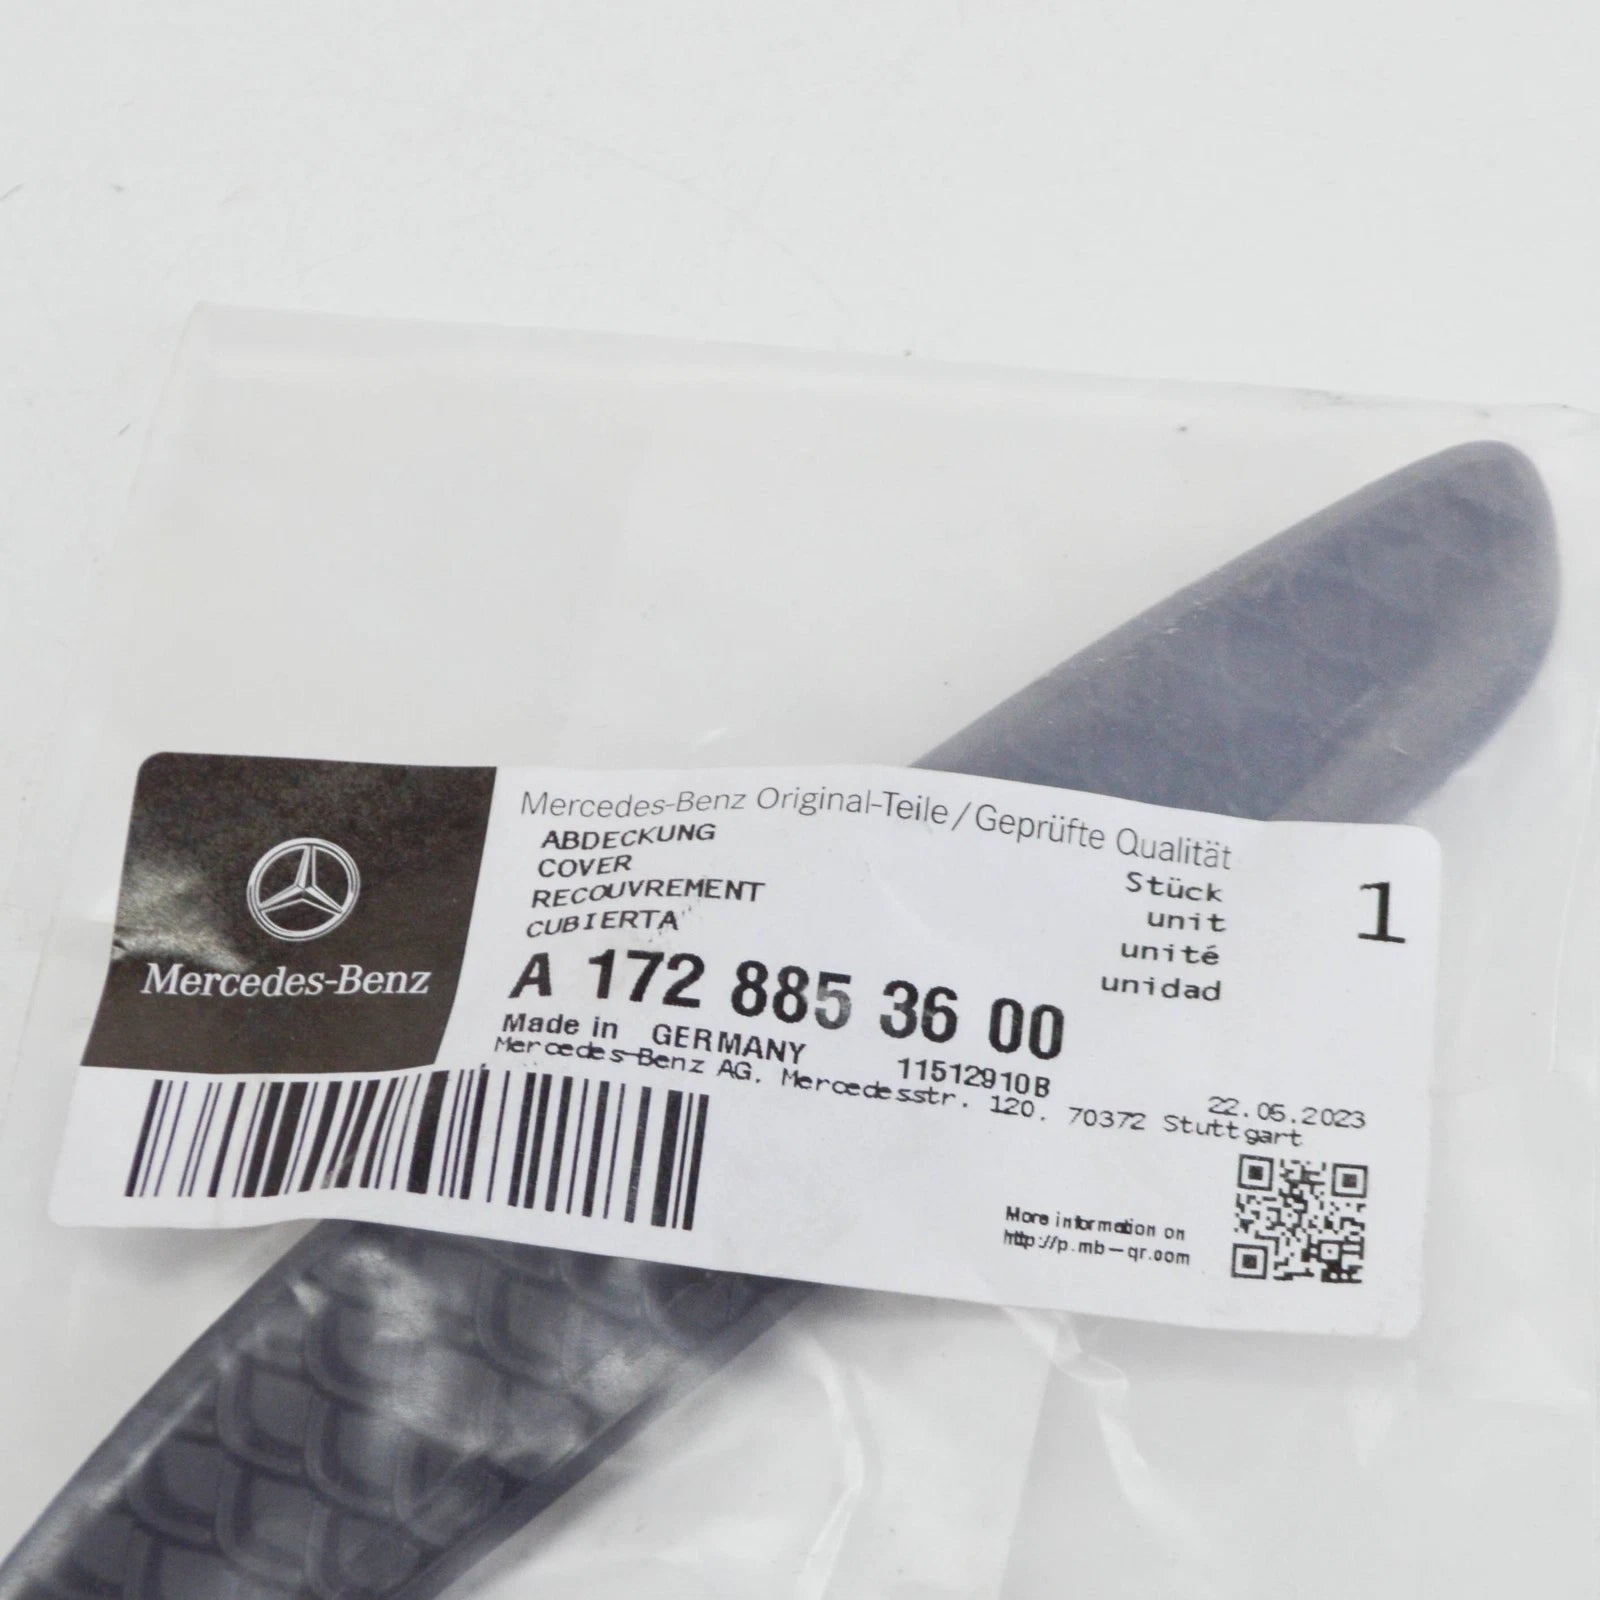 Mercedes-Benz
Mercedes-Benz Original-Teile/Geprüfte Qualität
ABDECKUNG
COVER
RECOUVREMENT
CUBIERTA
Stück
unit
unité
unidad
1
A 172 885 36 00
Made in GERMANY 11512910B
22.05.2023
Mercedes-Benz AG. Mercedesstr. 120. 70372 Stuttgart
More information on
http://p.mb-qr.com